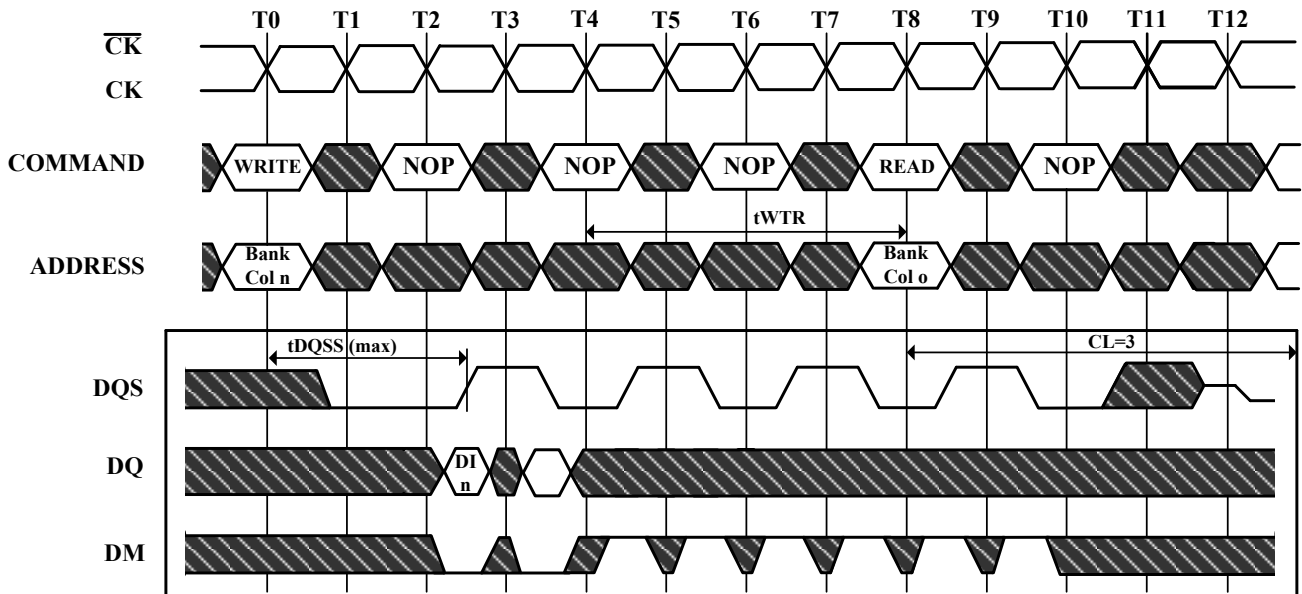 T0 T1 T2 T3 T4 T5 T6 T7 T8 T9 T10 T11 T12
CK
CK
COMMAND WRITE NOP NOP NOP READ NOP
tWTR
ADDRESS Bank Col n Bank Col o
tDQSS (max) CL=3
DQS
DQ DI n
DM